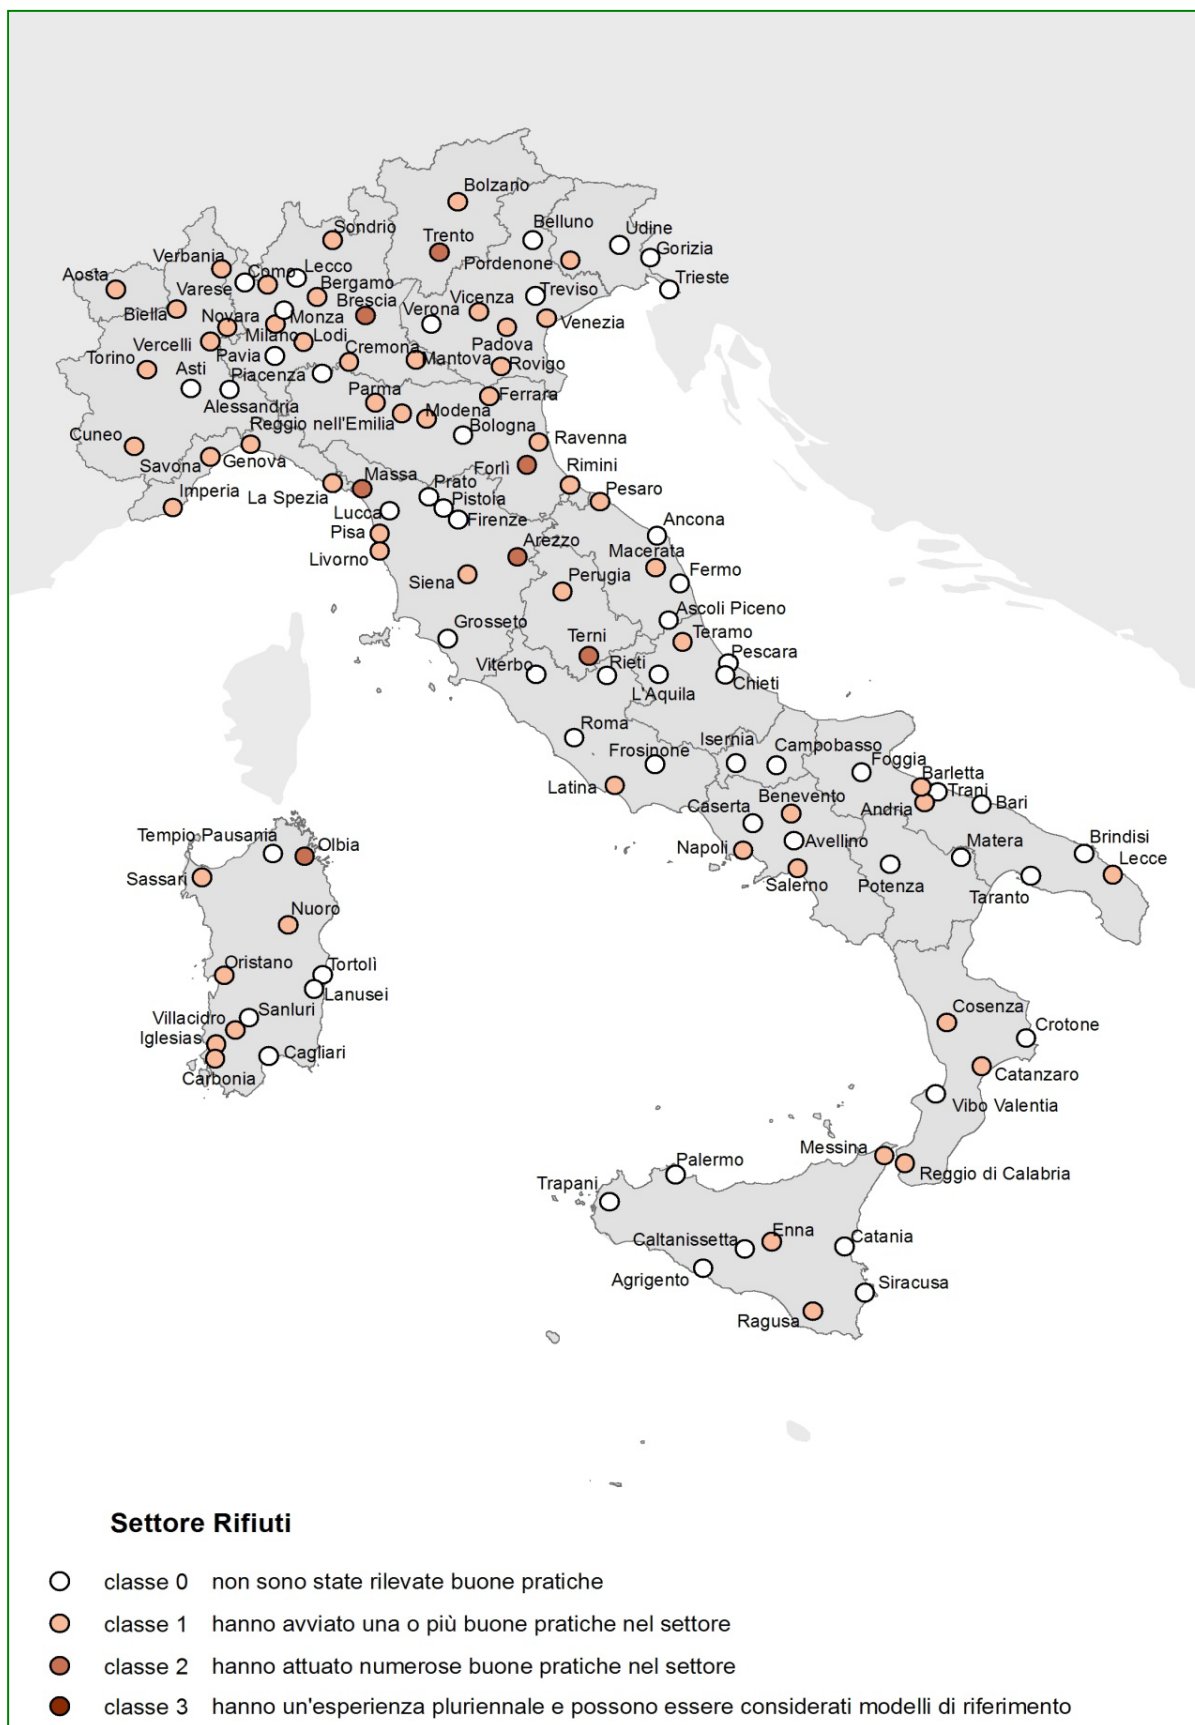 Bolzano
Sondrio
Trento
Belluno
Udine
Gorizia
Verbania
Como
Lecco
Pordenone
Trieste
Aosta
Varese
Bergamo
Treviso
Biella
Brescia
Verona
Vicenza
Venezia
Novara
Monza
Milano
Lodi
Padova
Vercelli
Pavia
Cremona
Mantova
Rovigo
Torino
Asti
Piacenza
Parma
Ferrara
Alessandria
Reggio nell'Emilia
Modena
Bologna
Cuneo
Savona
Genova
Ravenna
Imperia
La Spezia
Massa
Forlì
Rimini
Prato
Pesaro
Pistoia
Lucca
Firenze
Ancona
Pisa
Arezzo
Macerata
Livorno
Siena
Perugia
Fermo
Ascoli Piceno
Grosseto
Terni
Teramo
Viterbo
Rieti
Pescara
L'Aquila
Chieti
Roma
Isernia
Campobasso
Frosinone
Foggia
Barletta
Latina
Trani
Caserta
Benevento
Andria
Bari
Tempio Pausania
Olbia
Napoli
Avellino
Matera
Brindisi
Lecce
Sassari
Salerno
Potenza
Taranto
Nuoro
Oristano
Tortolì
Lanusei
Villacidro
Sanluri
Cosenza
Iglesias
Crotone
Cagliari
Carbonia
Catanzaro
Vibo Valentia
Messina
Palermo
Reggio di Calabria
Trapani
Enna
Caltanissetta
Catania
Agrigento
Siracusa
Ragusa
Settore Rifiuti
classe 0 non sono state rilevate buone pratiche
classe 1 hanno avviato una o più buone pratiche nel settore
classe 2 hanno attuato numerose buone pratiche nel settore
classe 3 hanno un'esperienza pluriennale e possono essere considerati modelli di riferimento